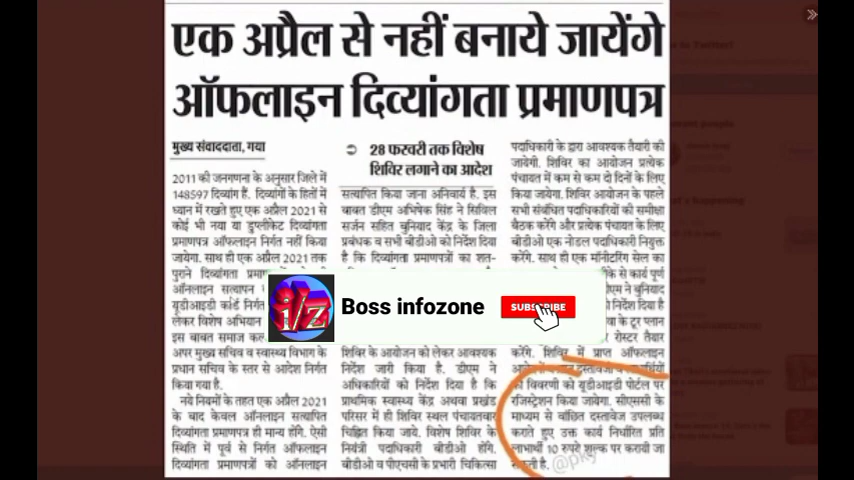 एक अप्रैल से नहीं बनाये जायेंगे
ऑफलाइन दिव्यांगता प्रमाणपत्र
मुख्य संवाददाता, गया
2011 की जनगणना के अनुसार जिले में
148597 दिव्यांग हैं. दिव्यांगों के हितों में
ध्यान में रखते हुए एक अप्रैल 2021 से
कोई भी नया या डुप्लीकेट दिव्यांगता
प्रमाणपत्र ऑफलाइन निर्गत नहीं किया
जायेगा. साथ ही एक अप्रैल 2021 तक
पुराने दिव्यांगता
ऑनलाइन सत्यापन
यूडीआइडी कार्ड निर्गत
लेकर विशेष अभियान
इस बाबत समाज
अपर मुख्य सचिव व स्वास्थ्य विभाग के
प्रधान सचिव के स्तर से आदेश निर्गत
किया गया है.
नये नियमों के तहत एक अप्रैल 2021
के बाद केवल ऑनलाइन सत्यापित
दिव्यांगता प्रमाणपत्र ही मान्य होंगे. ऐसी
स्थिति में पूर्व से निर्गत ऑफलाइन
दिव्यांगता प्रमाणपत्रों को ऑनलाइन
28 फरवरी तक विशेष
शिविर लगाने का आदेश
सत्यापित किया जाना अनिवार्य है. इस
बाबत डीएम अभिषेक सिंह ने सिविल
सर्जन सहित बुनियाद केंद्र के जिला
प्रबंधक व सभी बीडीओ को निर्देश दिया
है कि दिव्यांगता प्रमाणपत्रों का शत-
Boss infozone
SUBSCRIBE
i/z
शिविर के आयोजन को लेकर आवश्यक
निर्देश जारी किया है. डीएम ने
अधिकारियों को निर्देश दिया है कि
प्राथमिक स्वास्थ्य केंद्र अथवा प्रखंड
परिसर में ही शिविर स्थल पंचायतवार
चिह्नित किया जाये. विशेष शिविर के
नियंत्री पदाधिकारी बीडीओ होंगे.
बीडीओ व पीएचसी के प्रभारी चिकित्सा
पदाधिकारी के द्वारा आवश्यक तैयारी की
जायेगी. शिविर का आयोजन प्रत्येक
पंचायत में कम से कम दो दिनों के लिए
किया जायेगा. शिविर आयोजन के पहले
सभी संबंधित पदाधिकारियों की समीक्षा
बैठक करेंगे और प्रत्येक पंचायत के लिए
बीडीओ एक नोडल पदाधिकारी नियुक्त
करेंगे. साथ ही एक मॉनीटरिंग सेल का
के से कार्य पूर्ण
एम ने बुनियाद
निर्देश दिया है
के टूर प्लान
रोस्टर तैयार
करेंगे. शिविर में प्राप्त ऑफलाइन
की विवरणी को यूडीआइडी पोर्टल पर
रजिस्ट्रेशन किया जायेगा. सीएससी के
माध्यम से वांछित दस्तावेज उपलब्ध
कराते हुए उक्त कार्य निर्धारित प्रति
लाभार्थी 10 रुपये शुल्क पर करायी जा
सकती है.